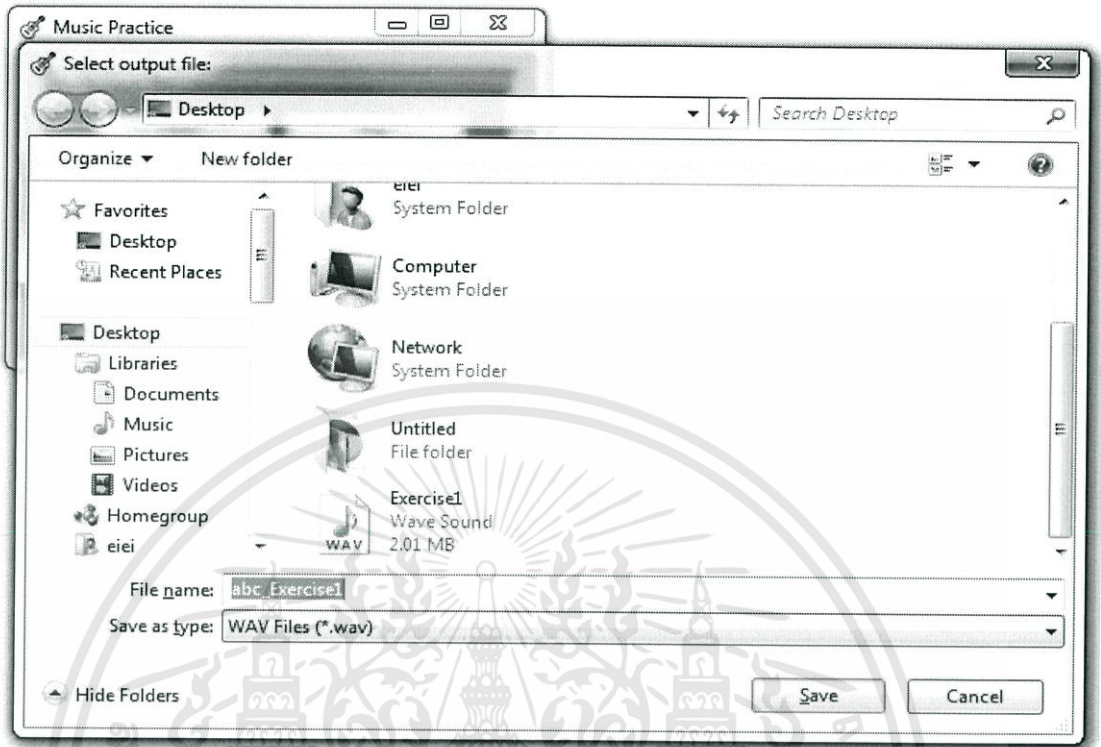 Music Practice
Select output file:
Desktop
Search Desktop
Organize
New folder
Favorites
Desktop
Recent Places
Desktop
Libraries
Documents
Music
Pictures
Videos
Homegroup
eiei
eiei
System Folder
Computer
System Folder
Network
System Folder
Untitled
File folder
Exercise1
Wave Sound
WAV 2.01 MB
File name: abc_Exercise1
Save as type: WAV Files (*.wav)
Hide Folders
Save
Cancel